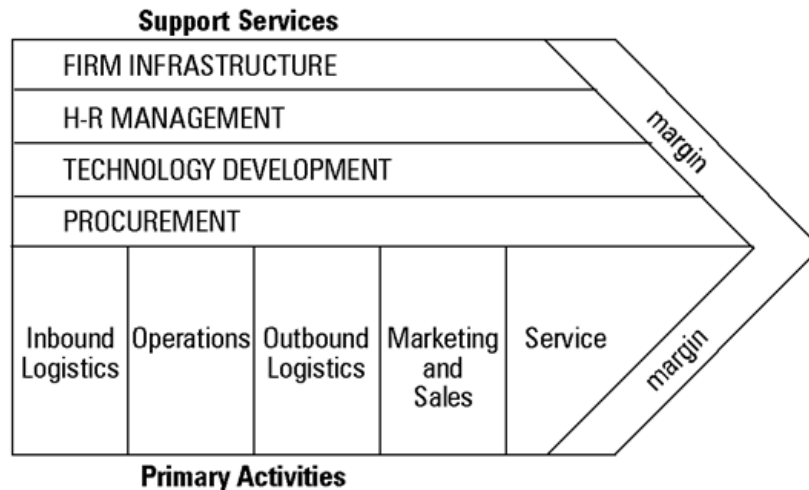 Support Services
FIRM INFRASTRUCTURE
H-R MANAGEMENT
TECHNOLOGY DEVELOPMENT
PROCUREMENT
margin
Inbound
Logistics
Operations
Outbound
Logistics
Marketing
and
Sales
Service
margin
Primary Activities